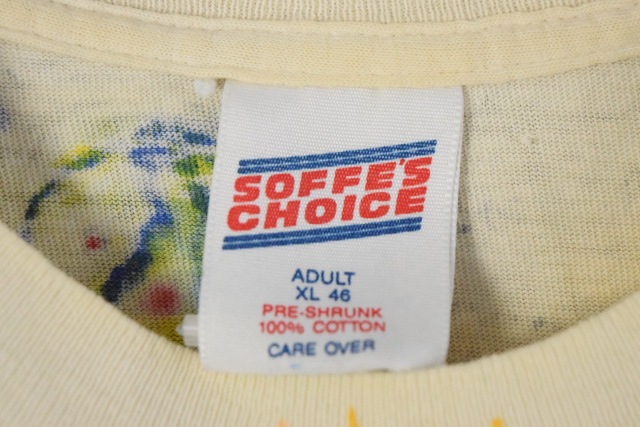 SOFFE'S
CHOICE
ADULT
XL 46
PRE-SHRUNK
100% COTTON
CARE OVER